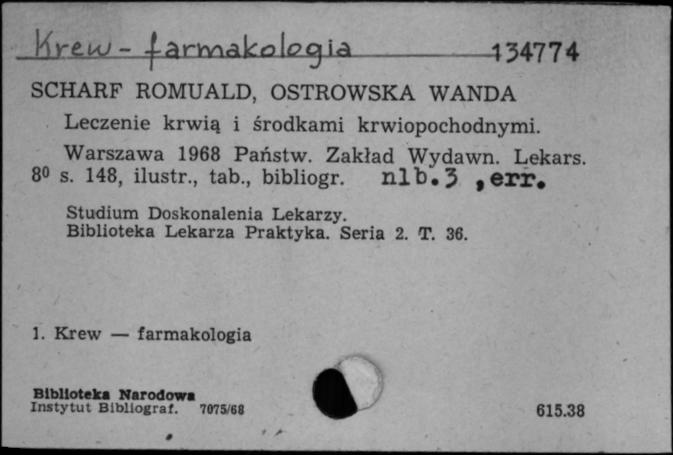 Krew - farmakologia 134774
SCHARF ROMUALD, OSTROWSKA WANDA
Leczenie krwią i środkami krwiopochodnymi.
Warszawa 1968 Państw. Zakład Wydawn. Lekars.
8⁰ s. 148, ilustr., tab., bibliogr. nlb.3 ,err.
Studium Doskonalenia Lekarzy.
Biblioteka Lekarza Praktyka. Seria 2. T. 36.
1. Krew — farmakologia
Biblioteka Narodowa
Instytut Bibliograf. 7075/68 615.38